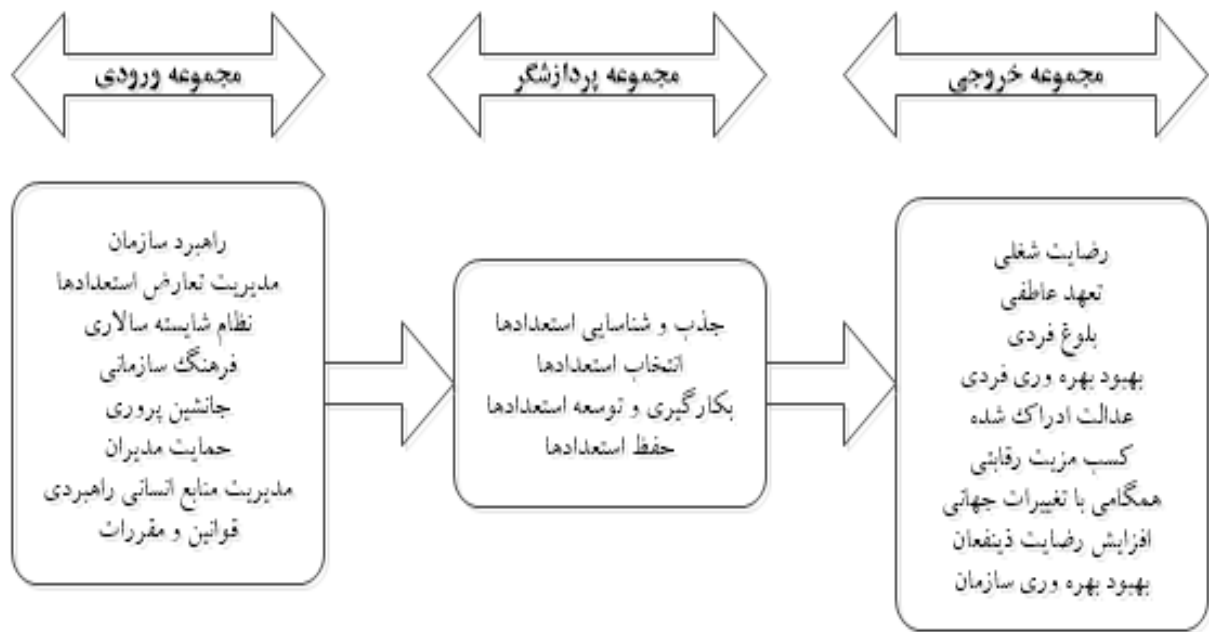 مجموعه ورودی
مجموعه پردازشگر
مجموعه خروجی
راهبرد سازمان
مدیریت تعارض استعدادها
نظام شایسته سالاری
فرهنگ سازمانی
جانشین پروری
حمایت مدیران
مدیریت منابع انسانی راهبردی
قوانین و مقررات
جذب و شناسایی استعدادها
انتخاب استعدادها
بکارگیری و توسعه استعدادها
حفظ استعدادها
رضایت شغلی
تعهد عاطفی
بلوغ فردی
بهبود بهره وری فردی
عدالت ادراک شده
کسب مزیت رقابتی
همگامی با تغییرات جهانی
افزایش رضایت ذینفعان
بهبود بهره وری سازمان